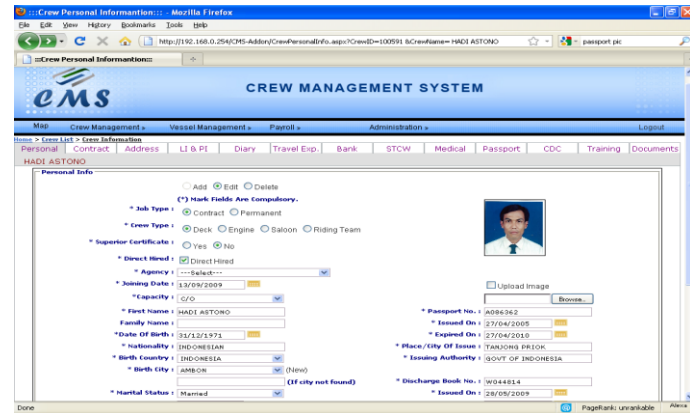 :::Crew Personal Informantion::: - Mozilla Firefox
File Edit View History Bookmarks Tools Help
http://192.168.0.254/CMS-Addon/CrewPersonalInfo.aspx?CrewID=100591 &CrewName= HADI ASTONO passport pic
:::Crew Personal Informantion:::
CMS CREW MANAGEMENT SYSTEM
Map Crew Management » Vessel Management » Payroll » Administration » Logout
Home > Crew List > Crew Information
Personal Contract Address LI & PI Diary Travel Exp. Bank STCW Medical Passport CDC Training Documents
HADI ASTONO
Personal Info
Add Edit Delete
(*) Mark Fields Are Compulsory.
* Job Type : Contract Permanent
* Crew Type : Deck Engine Saloon Riding Team
* Superior Certificate : Yes No
* Direct Hired : Direct Hired
* Agency : ---Select---
* Joining Date : 13/09/2009 Upload Image
*Capacity : C/O Browse...
* First Name : HADI ASTONO * Passport No. : A086362
Family Name : * Issued On : 27/04/2005
*Date Of Birth : 31/12/1971 * Expired On : 27/04/2010
* Nationality : INDONESIAN * Place/City Of Issue : TANJONG PRIOK
* Birth Country : INDONESIA * Issuing Authority : GOVT OF INDONESIA
* Birth City : AMBON (New)
(If city not found) * Discharge Book No. : W044814
* Marital Status : Married * Issued On : 28/05/2009
Done PageRank: unrankable Alexa